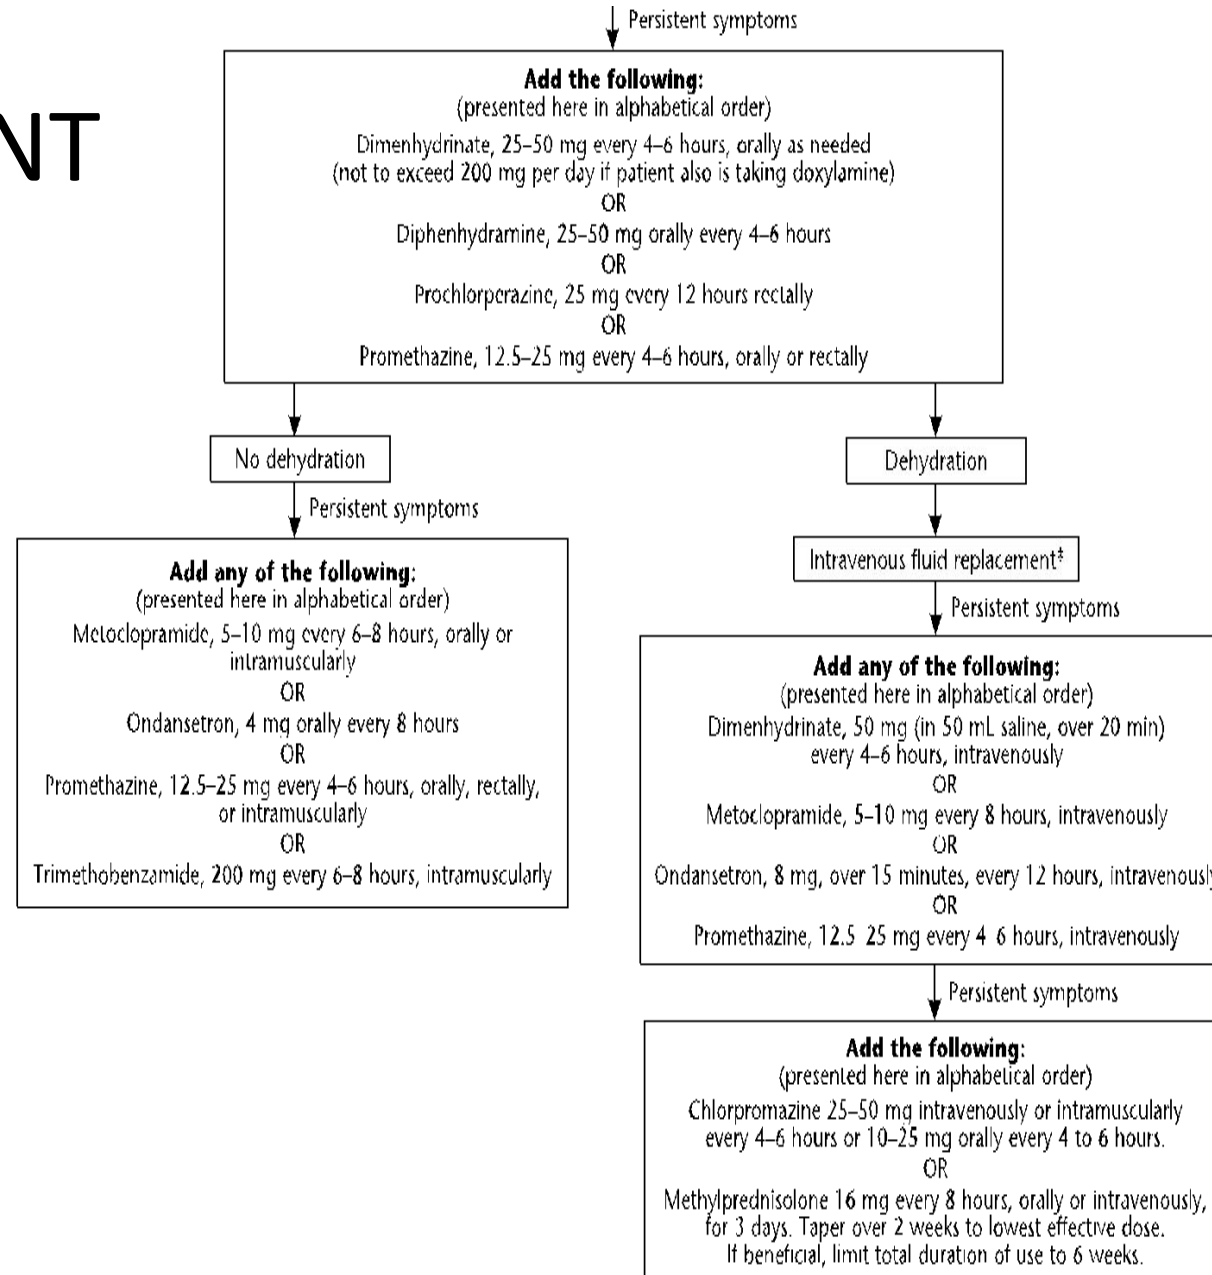 Persistent symptoms
NT
Add the following:
(presented here in alphabetical order)
Dimenhydrinate, 25–50 mg every 4–6 hours, orally as needed
(not to exceed 200 mg per day if patient also is taking doxylamine)
OR
Diphenhydramine, 25–50 mg orally every 4–6 hours
OR
Prochlorperazine, 25 mg every 12 hours rectally
OR
Promethazine, 12.5–25 mg every 4–6 hours, orally or rectally
No dehydration
Persistent symptoms
Add any of the following:
(presented here in alphabetical order)
Metoclopramide, 5–10 mg every 6–8 hours, orally or
intramuscularly
OR
Ondansetron, 4 mg orally every 8 hours
OR
Promethazine, 12.5–25 mg every 4–6 hours, orally, rectally,
or intramuscularly
OR
Trimethobenzamide, 200 mg every 6–8 hours, intramuscularly
Dehydration
Intravenous fluid replacement‡
Persistent symptoms
Add any of the following:
(presented here in alphabetical order)
Dimenhydrinate, 50 mg (in 50 mL saline, over 20 min)
every 4–6 hours, intravenously
OR
Metoclopramide, 5–10 mg every 8 hours, intravenously
OR
Ondansetron, 8 mg, over 15 minutes, every 12 hours, intravenously
OR
Promethazine, 12.5 25 mg every 4 6 hours, intravenously
Persistent symptoms
Add the following:
(presented here in alphabetical order)
Chlorpromazine 25–50 mg intravenously or intramuscularly
every 4–6 hours or 10–25 mg orally every 4 to 6 hours.
OR
Methylprednisolone 16 mg every 8 hours, orally or intravenously,
for 3 days. Taper over 2 weeks to lowest effective dose.
If beneficial, limit total duration of use to 6 weeks.